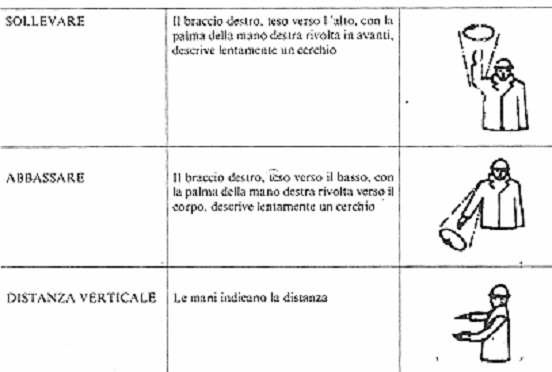 SOLLEVARE
Il braccio destro, teso verso l'alto, con la
palma della mano destra rivolta in avanti,
descrive lentamente un cerchio
ABBASSARE
Il braccio destro, teso verso il basso, con
la palma della mano destra rivolta verso il
corpo, descrive lentamente un cerchio
DISTANZA VERTICALE
Le mani indicano la distanza